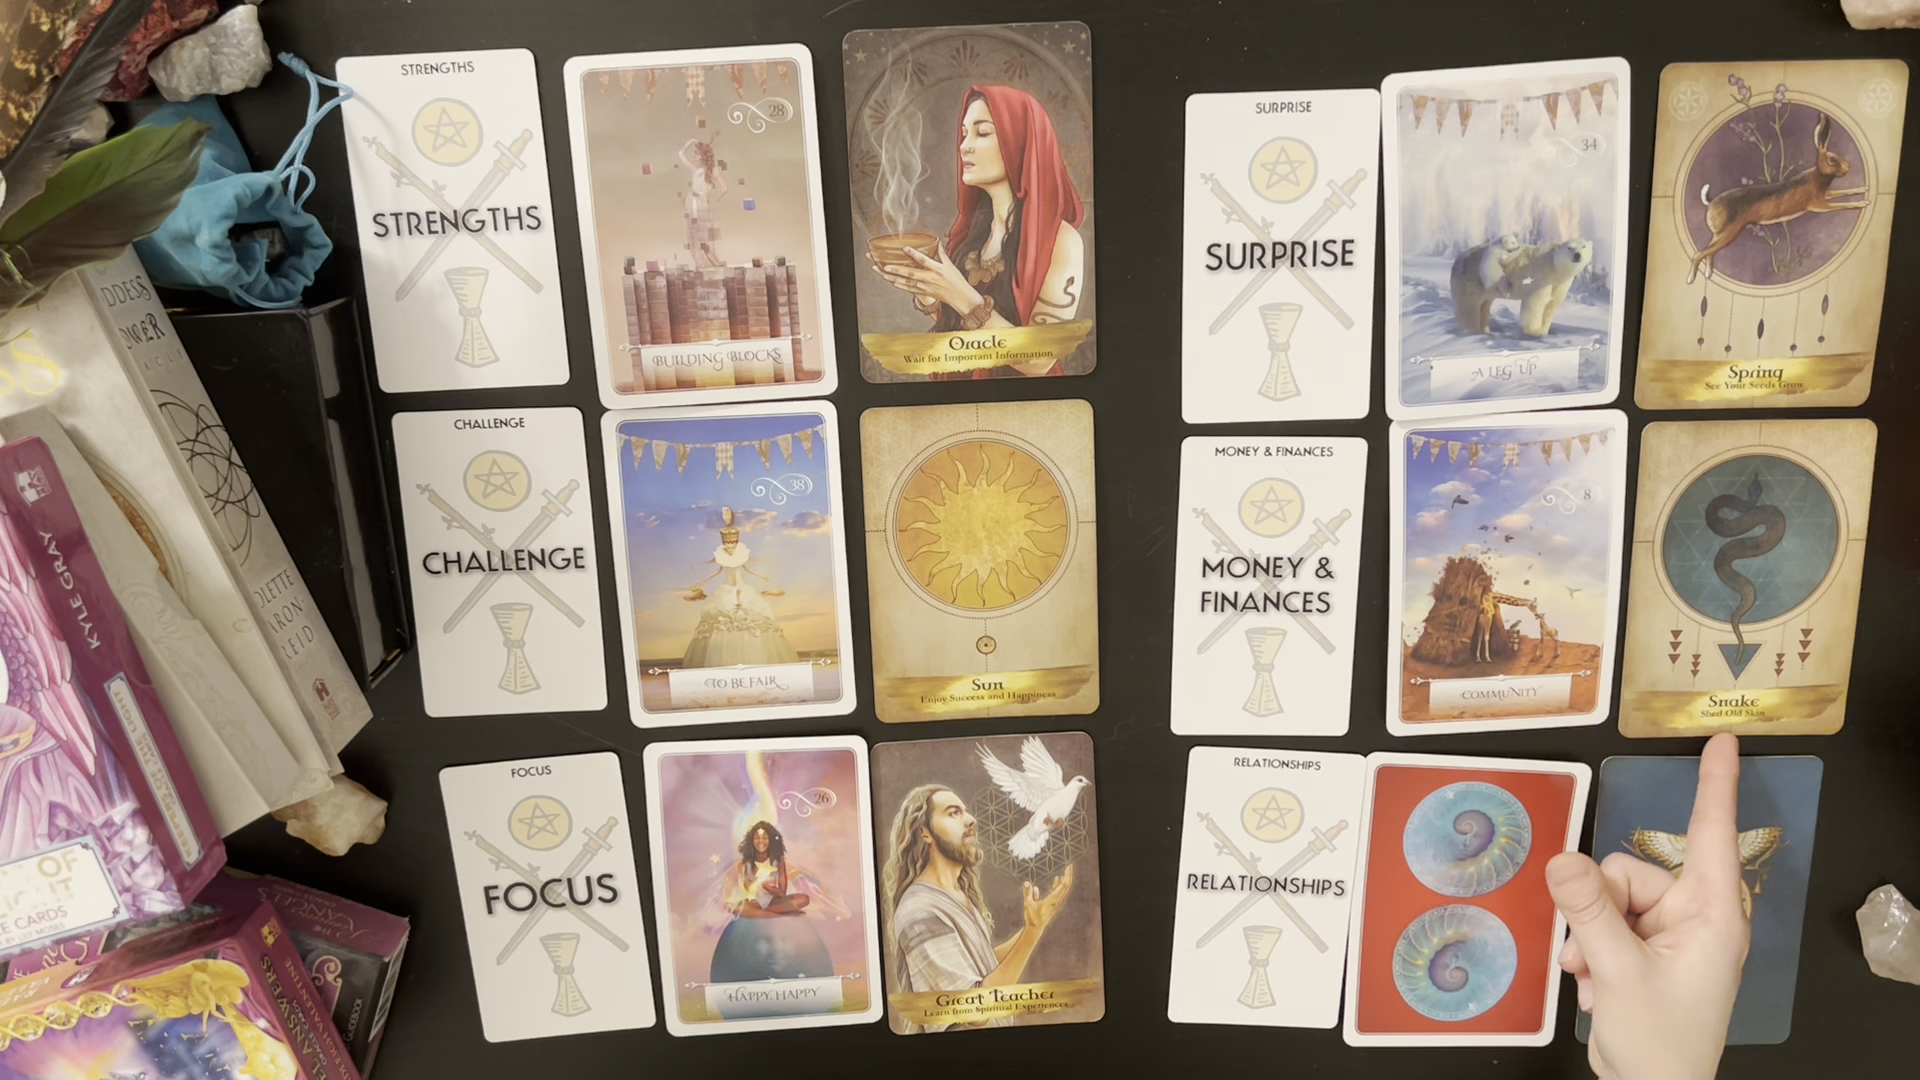 STRENGTHS
STRENGTHS
28
BUILDING BLOCKS
Oracle
Wait for Important Information
SURPRISE
SURPRISE
34
A LEG UP
Spring
See Your Seeds Grow
CHALLENGE
CHALLENGE
38
TO BE FAIR
Sun
Enjoy Success and Happiness
MONEY & FINANCES
MONEY &
FINANCES
8
COMMUNITY
Snake
Shed Old Skin
FOCUS
FOCUS
26
HAPPY, HAPPY
Great Teacher
Learn from Spiritual Experiences
RELATIONSHIPS
RELATIONSHIPS
KYLE GRAY
GUIDEBOOK